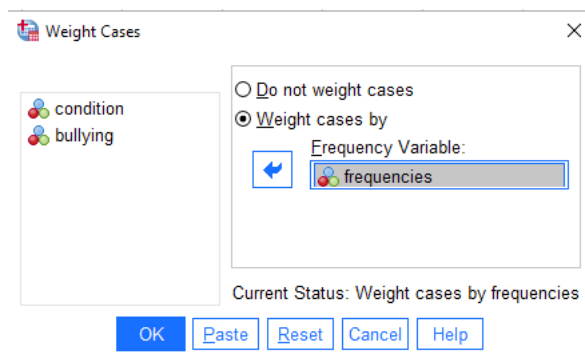 Weight Cases
condition
bullying
Do not weight cases
Weight cases by
Frequency Variable:
frequencies
Current Status: Weight cases by frequencies
OK Paste Reset Cancel Help